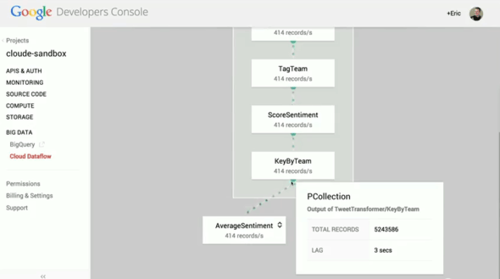 Google Developers Console
+Eric
Projects
cloude-sandbox
APIS & AUTH
MONITORING
SOURCE CODE
COMPUTE
STORAGE
BIG DATA
BigQuery
Cloud Dataflow
Permissions
Billing & Settings
Support
414 records/s
TagTeam
414 records/s
ScoreSentiment
414 records/s
KeyByTeam
414 records/s
AverageSentiment
414 records/s
PCollection
Output of TweetTransformer/KeyByTeam
TOTAL RECORDS 5243586
LAG 3 secs